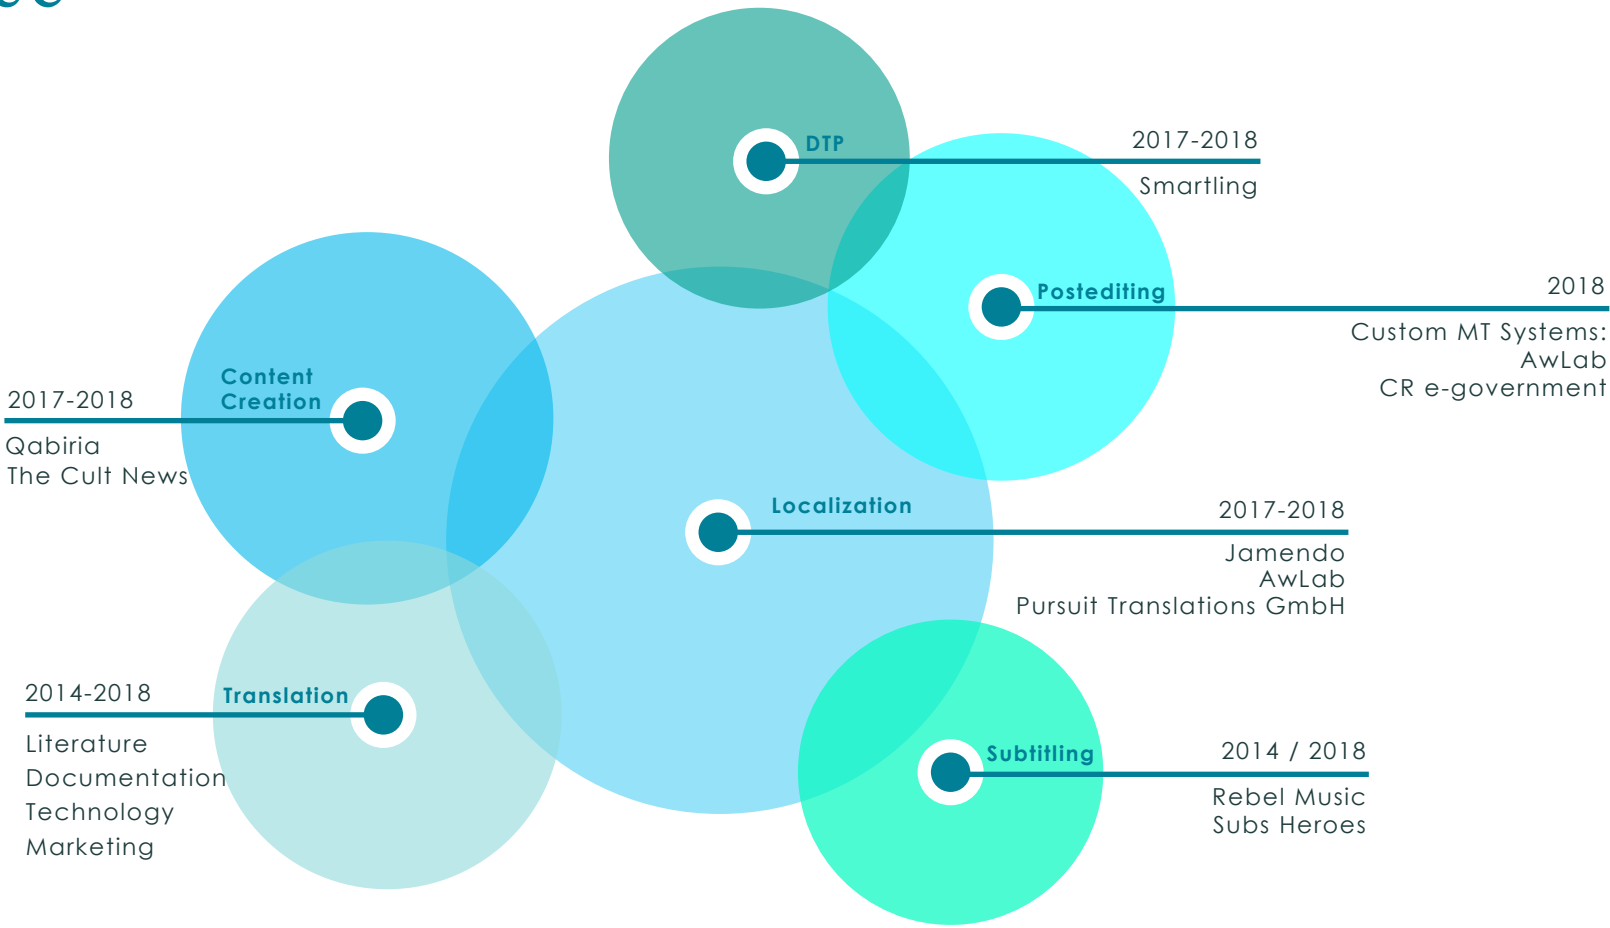 DTP
2017-2018
Smartling
Postediting
2018
Custom MT Systems:
AwLab
CR e-government
Content
Creation
2017-2018
Qabiria
The Cult News
Localization
2017-2018
Jamendo
AwLab
Pursuit Translations GmbH
Translation
2014-2018
Literature
Documentation
Technology
Marketing
Subtitling
2014 / 2018
Rebel Music
Subs Heroes